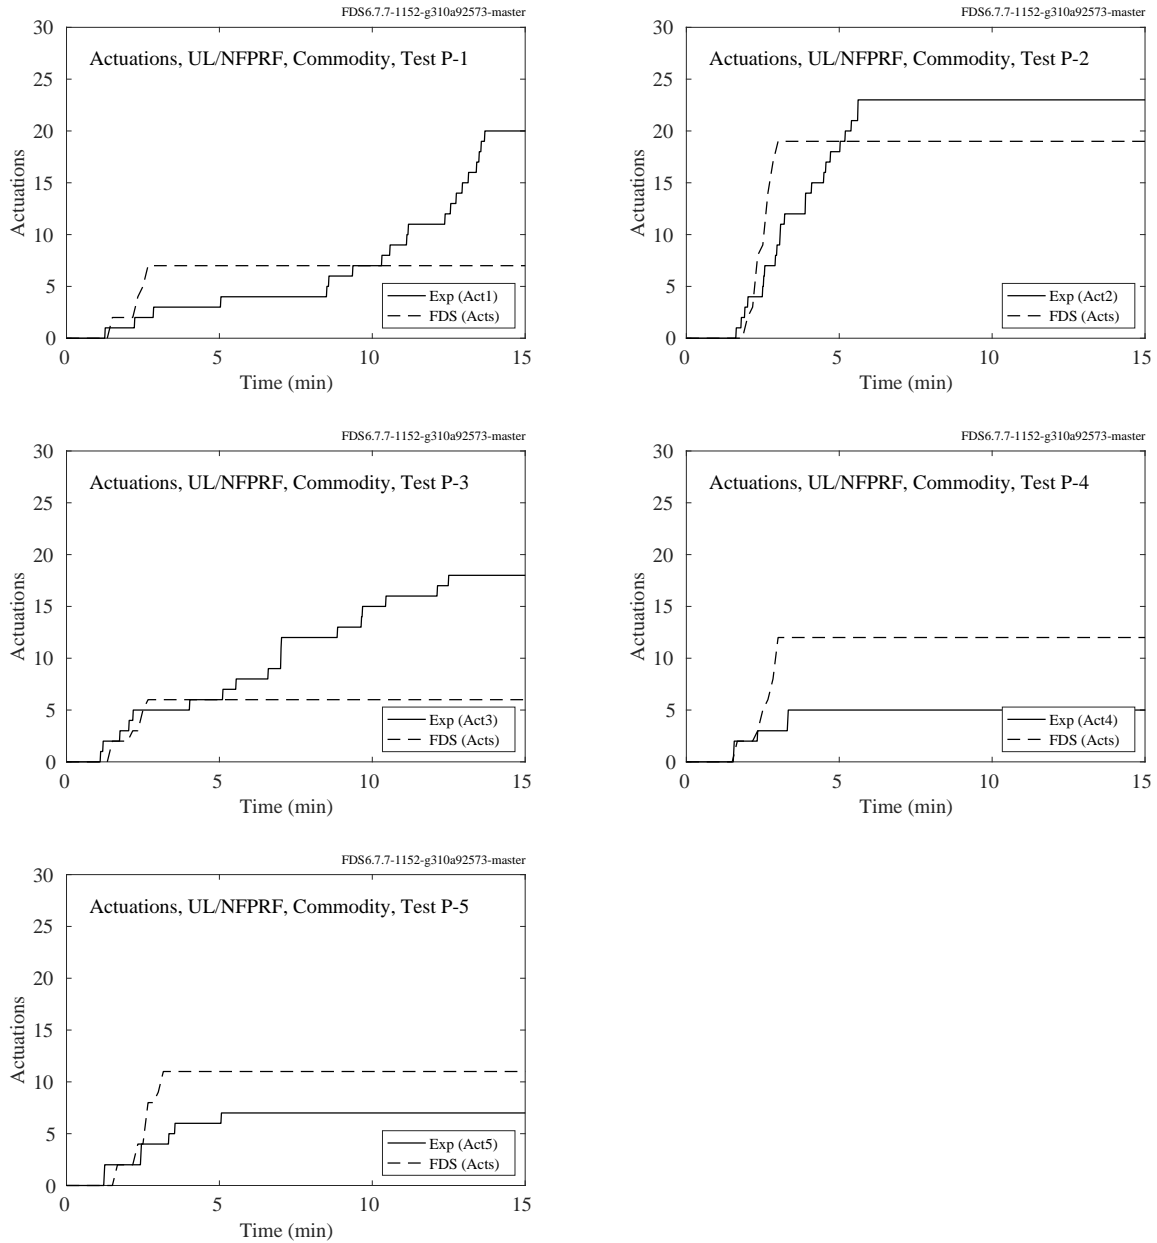 FDS6.7.7-1152-g310a92573-master
Actuations, UL/NFPRF, Commodity, Test P-1
30
25
20
15
10
5
0
Actuations
Exp (Act1)
FDS (Acts)
0 5 10 15
Time (min)
FDS6.7.7-1152-g310a92573-master
Actuations, UL/NFPRF, Commodity, Test P-2
30
25
20
15
10
5
0
Actuations
Exp (Act2)
FDS (Acts)
0 5 10 15
Time (min)
FDS6.7.7-1152-g310a92573-master
Actuations, UL/NFPRF, Commodity, Test P-3
30
25
20
15
10
5
0
Actuations
Exp (Act3)
FDS (Acts)
0 5 10 15
Time (min)
FDS6.7.7-1152-g310a92573-master
Actuations, UL/NFPRF, Commodity, Test P-4
30
25
20
15
10
5
0
Actuations
Exp (Act4)
FDS (Acts)
0 5 10 15
Time (min)
FDS6.7.7-1152-g310a92573-master
Actuations, UL/NFPRF, Commodity, Test P-5
30
25
20
15
10
5
0
Actuations
Exp (Act5)
FDS (Acts)
0 5 10 15
Time (min)